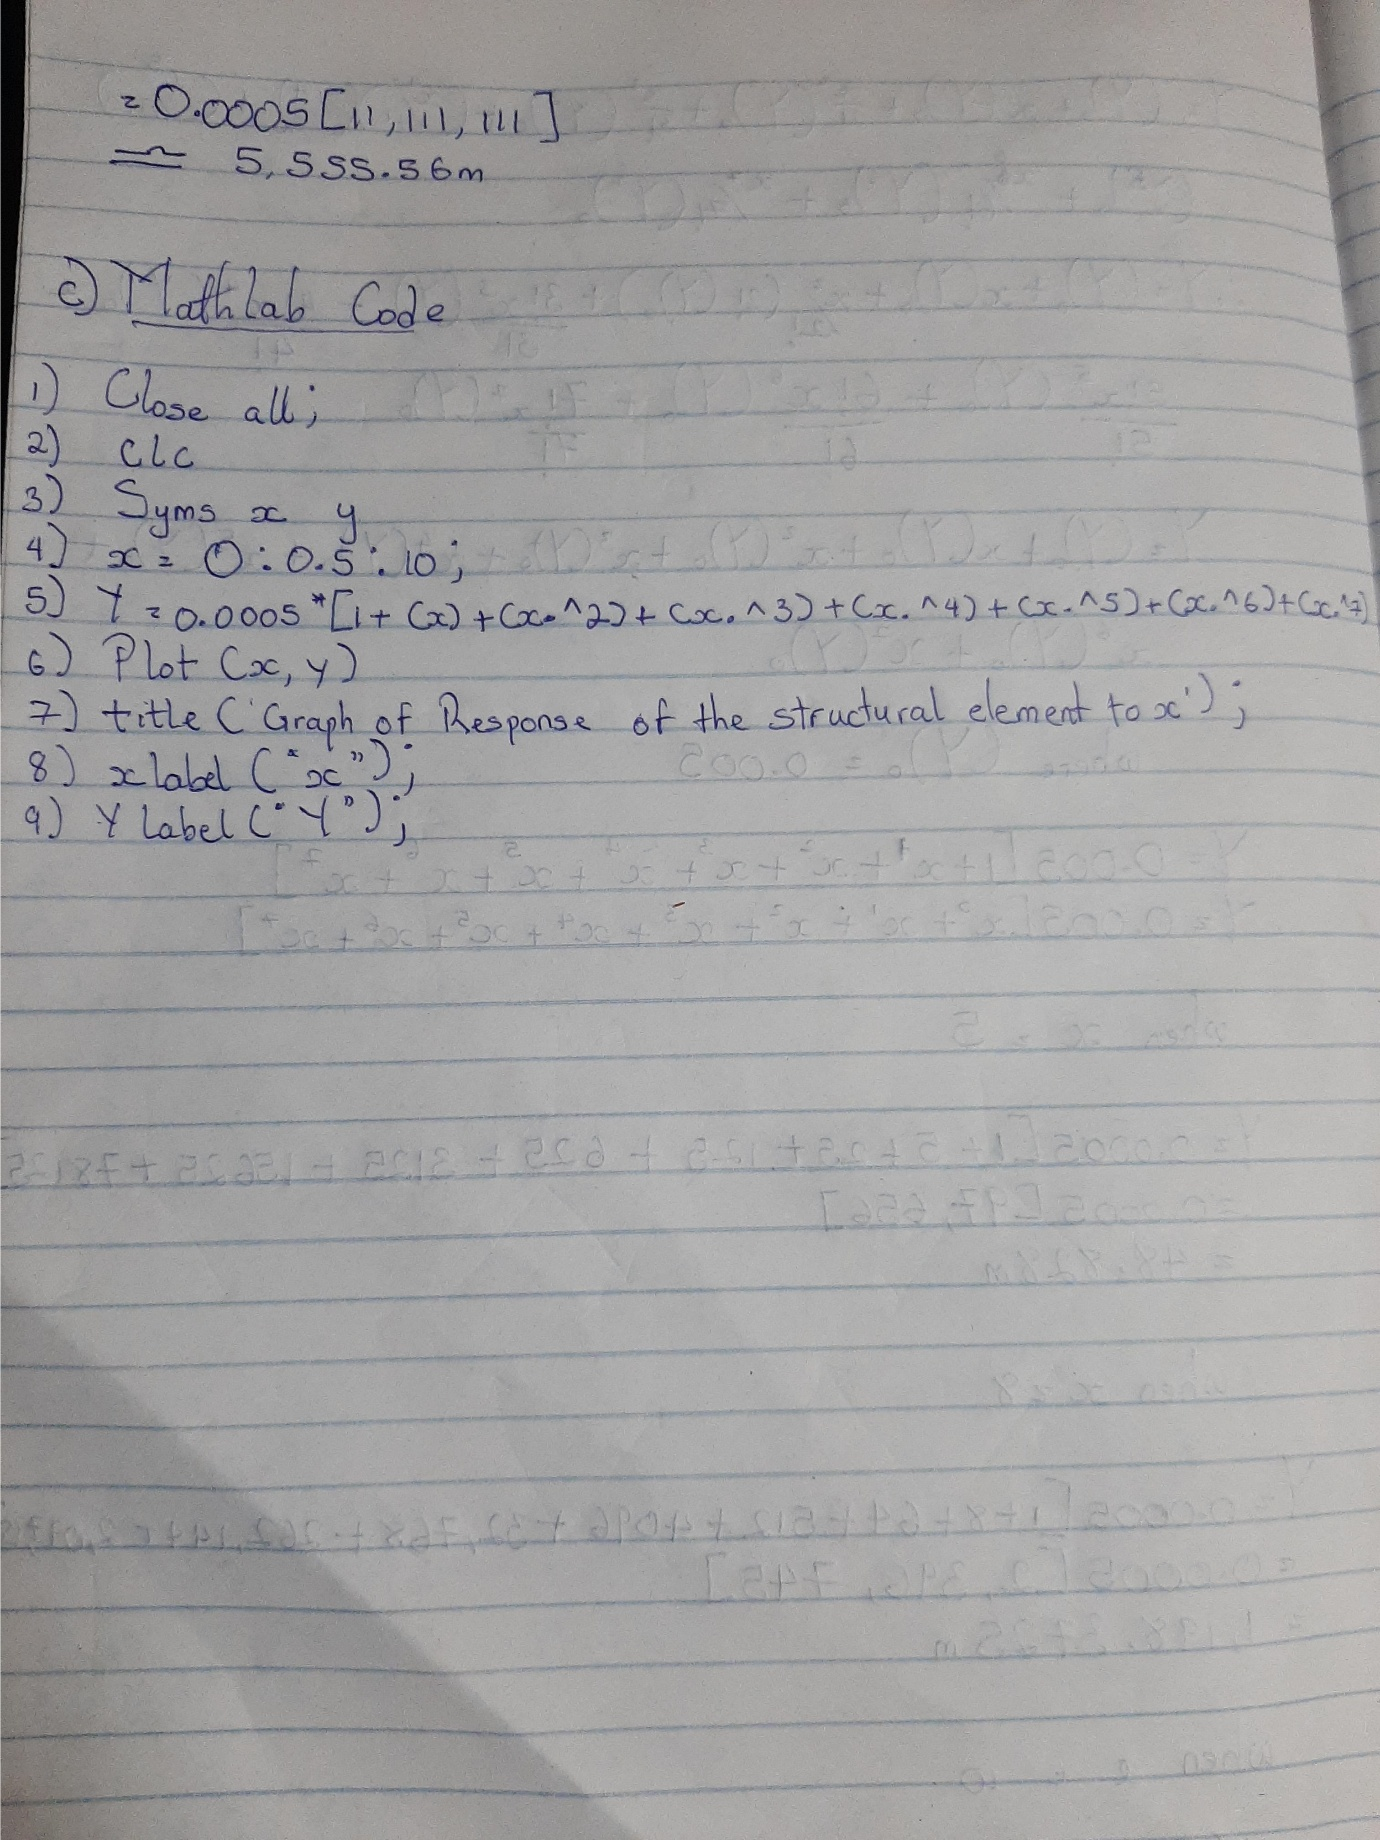 = 0.0005 [11,111,111]
≃ 5,555.56m
c) Mathlab Code
1) Close all;
2) CLC
3) Syms x y
4) x = 0:0.5:10;
5) Y = 0.0005*[1+(x)+(x.^2)+(x.^3)+(x.^4)+(x.^5)+(x.^6)+(x.^7)
6) Plot (x, y)
7) title ('Graph of Response of the structural element to x');
8) x label ("x");
9) Y label ("Y");